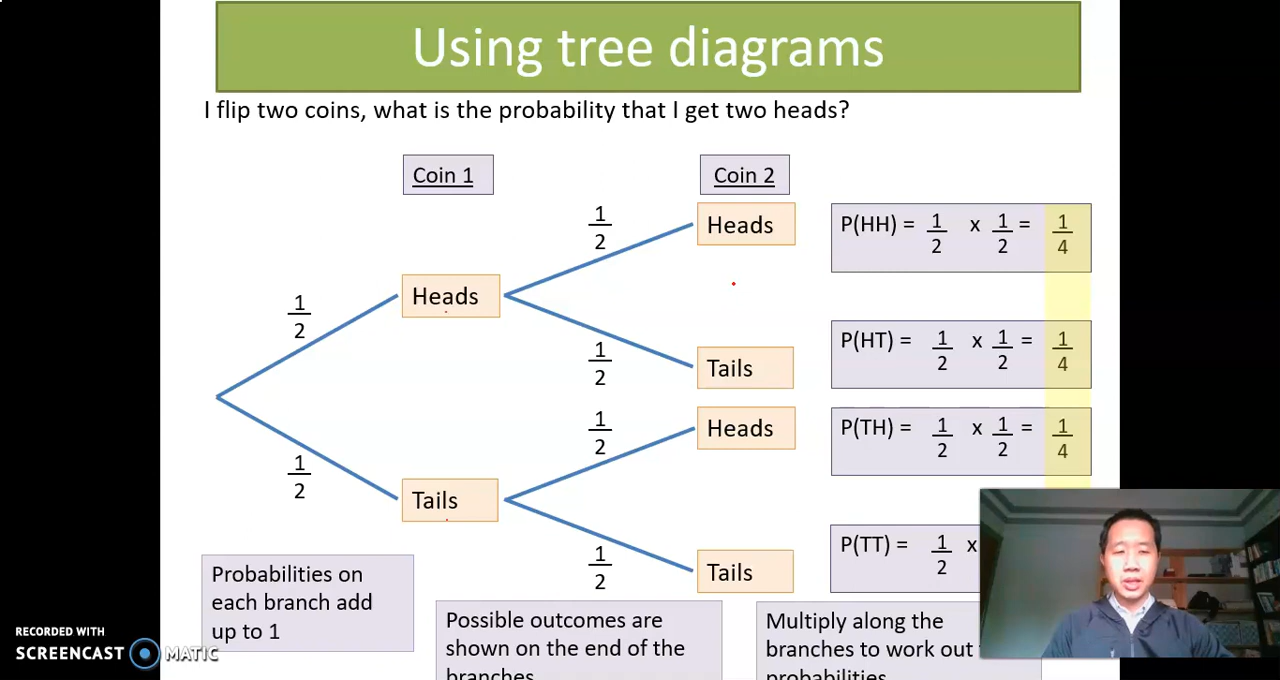 Using tree diagrams
I flip two coins, what is the probability that I get two heads?
Coin 1
Coin 2
1
2
Heads
P(HH) = 1/2 x 1/2 = 1/4
1
2
Heads
1
2
Tails
P(HT) = 1/2 x 1/2 = 1/4
1
2
Heads
P(TH) = 1/2 x 1/2 = 1/4
1
2
Tails
1
2
Tails
P(TT) = 1/2 x
Probabilities on
each branch add
up to 1
Possible outcomes are
shown on the end of the
branches
Multiply along the
branches to work out
probabilities
RECORDED WITH
SCREENCAST MATIC